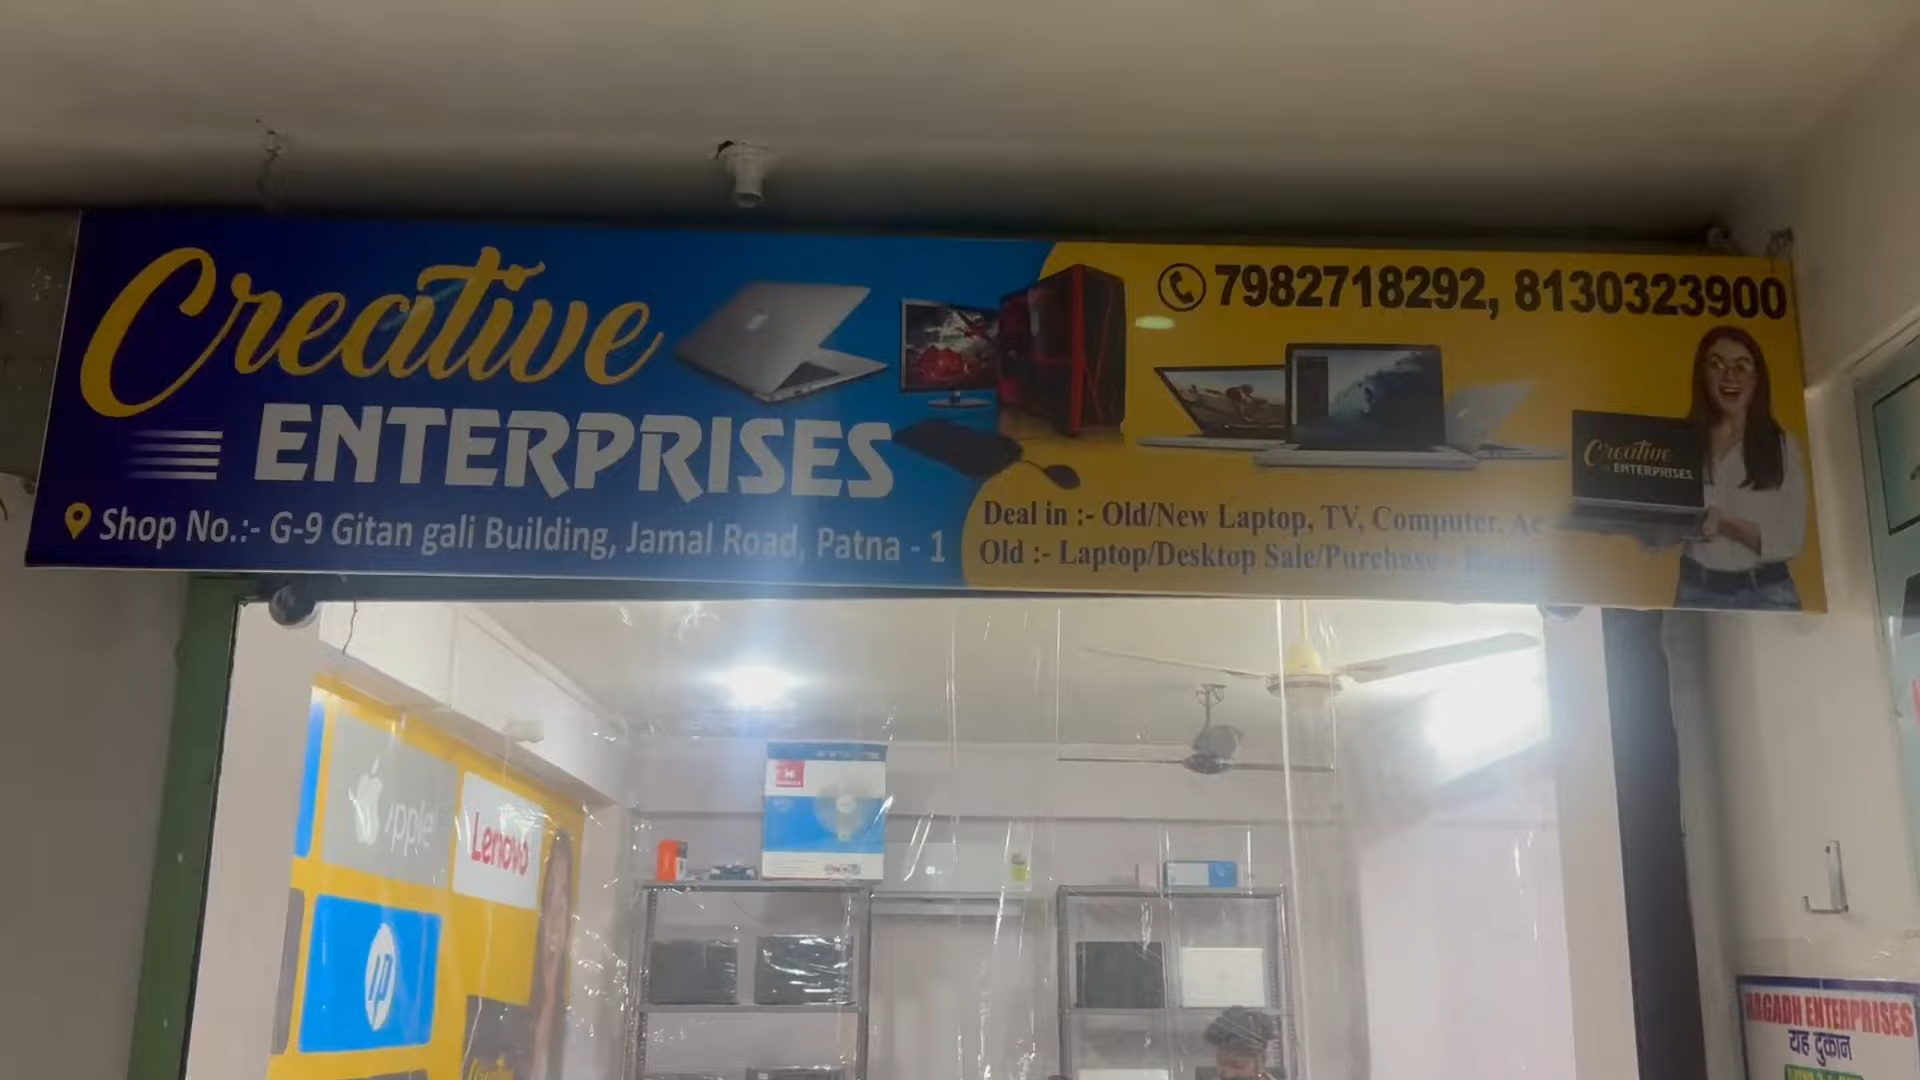 Creative
ENTERPRISES
Shop No.:- G-9 Gitan gali Building, Jamal Road, Patna - 1
7982718292, 8130323900
Creative
ENTERPRISES
Deal in :- Old/New Laptop, TV, Computer, Ac
Old :- Laptop/Desktop Sale/Purchase -
Lenovo
hp
ENTERPRISES
यह दुकान